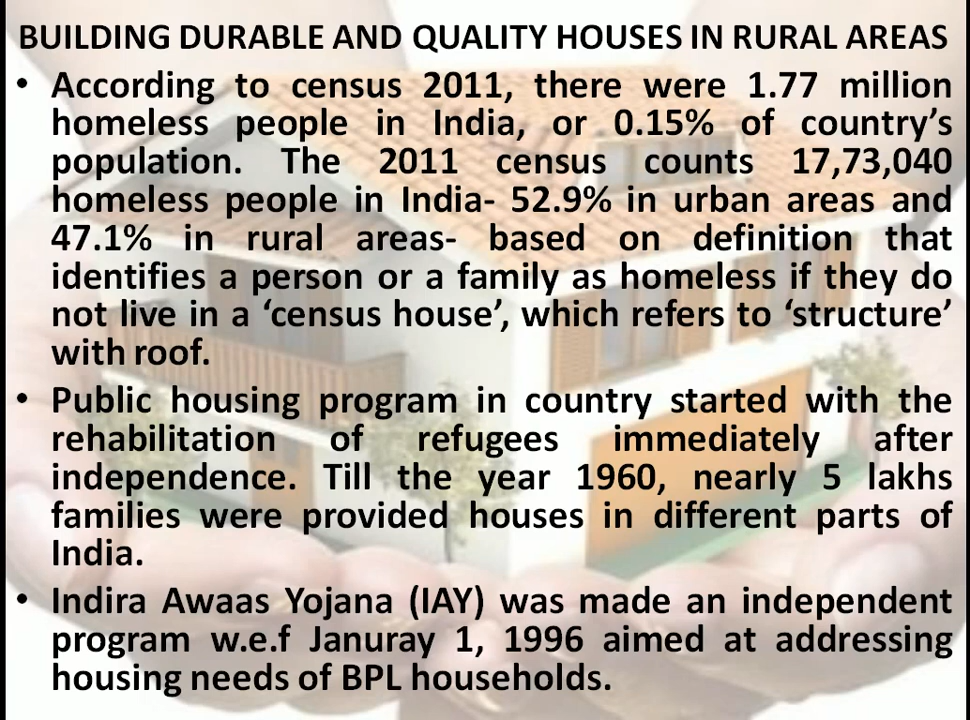 BUILDING DURABLE AND QUALITY HOUSES IN RURAL AREAS
• According to census 2011, there were 1.77 million
homeless people in India, or 0.15% of country’s
population. The 2011 census counts 17,73,040
homeless people in India- 52.9% in urban areas and
47.1% in rural areas- based on definition that
identifies a person or a family as homeless if they do
not live in a ‘census house’, which refers to ‘structure’
with roof.
• Public housing program in country started with the
rehabilitation of refugees immediately after
independence. Till the year 1960, nearly 5 lakhs
families were provided houses in different parts of
India.
• Indira Awaas Yojana (IAY) was made an independent
program w.e.f Januray 1, 1996 aimed at addressing
housing needs of BPL households.